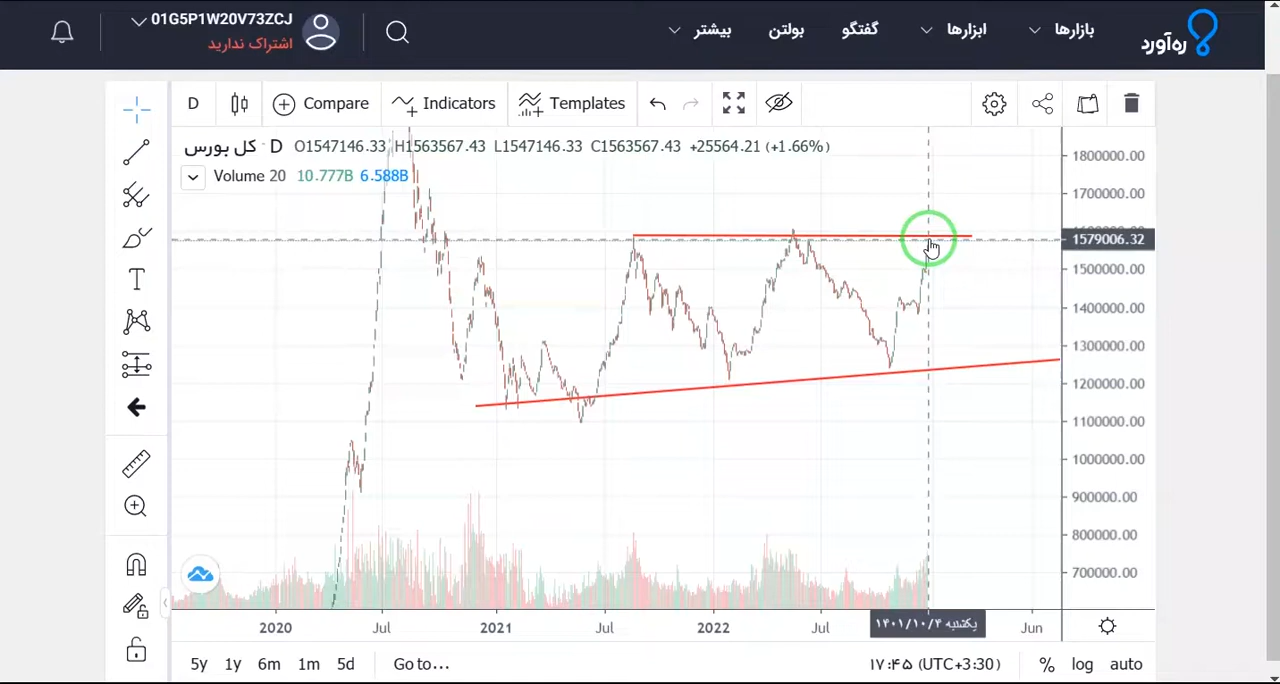 01G5P1W20V73ZCJ
اشتراک ندارید
بیشتر
بولتن
گفتگو
ابزارها
بازارها
ره‌آورد
D
Compare
Indicators
Templates
کل بورس · D O1547146.33 H1563567.43 L1547146.33 C1563567.43 +25564.21 (+1.66%)
Volume 20 10.777B 6.588B
1800000.00
1700000.00
1579006.32
1500000.00
1400000.00
1300000.00
1200000.00
1100000.00
1000000.00
900000.00
800000.00
700000.00
2020 Jul 2021 Jul 2022 Jul یکشنبه ۱۴۰۱/۱۰/۴ Jun
5y 1y 6m 1m 5d Go to... ۱۷:۴۵ (UTC+3:30) % log auto